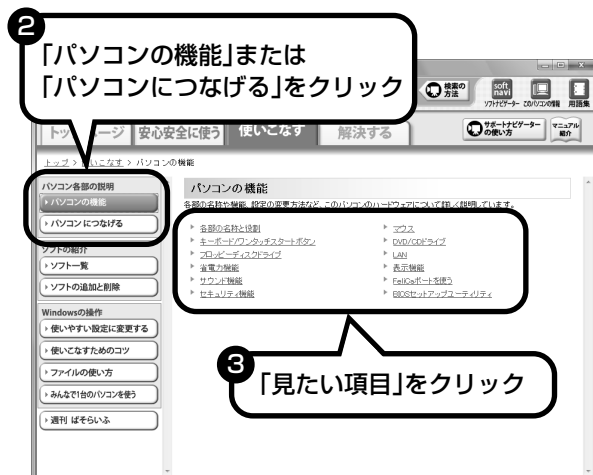 ②
「パソコンの機能」または
「パソコンにつなげる」をクリック
検索の方法
soft navi
ソフトナビゲーター
このパソコンの情報
用語集
トッ
ージ
安心安全に使う
使いこなす
解決する
サポートナビゲーターの使い方
マニュアル紹介
トップ > いこなす > パソコンの機能
パソコン各部の説明
パソコンの機能
パソコンにつなげる
ソフトの紹介
ソフト一覧
ソフトの追加と削除
Windowsの操作
使いやすい設定に変更する
使いこなすためのコツ
ファイルの使い方
みんなで1台のパソコンを使う
週刊 ぱそらいふ
パソコンの機能
各部の名称や機能、設定の変更方法など、このパソコンのハードウェアについて詳しく説明しています。
各部の名称と役割
キーボード/ワンタッチスタートボタン
フロッピーディスクドライブ
省電力機能
サウンド機能
セキュリティ機能
マウス
DVD/CDドライブ
LAN
表示機能
FeliCaポートを使う
BIOSセットアップユーティリティ
③
「見たい項目」をクリック